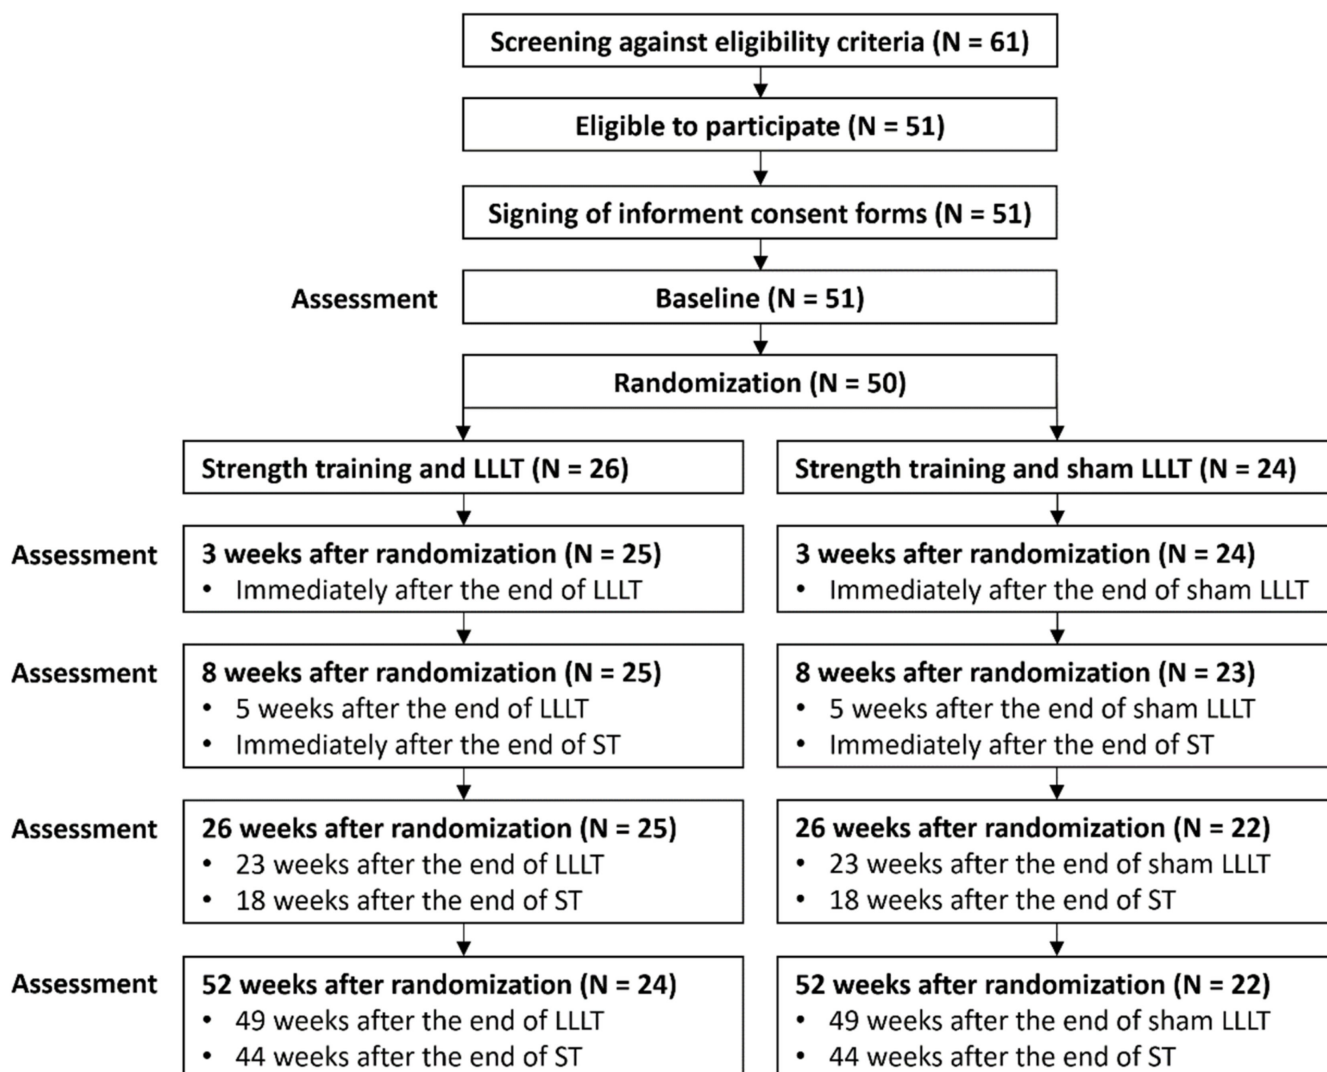 Screening against eligibility criteria (N = 61)
Eligible to participate (N = 51)
Signing of informent consent forms (N = 51)
Assessment
Baseline (N = 51)
Randomization (N = 50)
Strength training and LLLT (N = 26)
Strength training and sham LLLT (N = 24)
Assessment
3 weeks after randomization (N = 25)
• Immediately after the end of LLLT
3 weeks after randomization (N = 24)
• Immediately after the end of sham LLLT
Assessment
8 weeks after randomization (N = 25)
• 5 weeks after the end of LLLT
• Immediately after the end of ST
8 weeks after randomization (N = 23)
• 5 weeks after the end of sham LLLT
• Immediately after the end of ST
Assessment
26 weeks after randomization (N = 25)
• 23 weeks after the end of LLLT
• 18 weeks after the end of ST
26 weeks after randomization (N = 22)
• 23 weeks after the end of sham LLLT
• 18 weeks after the end of ST
Assessment
52 weeks after randomization (N = 24)
• 49 weeks after the end of LLLT
• 44 weeks after the end of ST
52 weeks after randomization (N = 22)
• 49 weeks after the end of sham LLLT
• 44 weeks after the end of ST